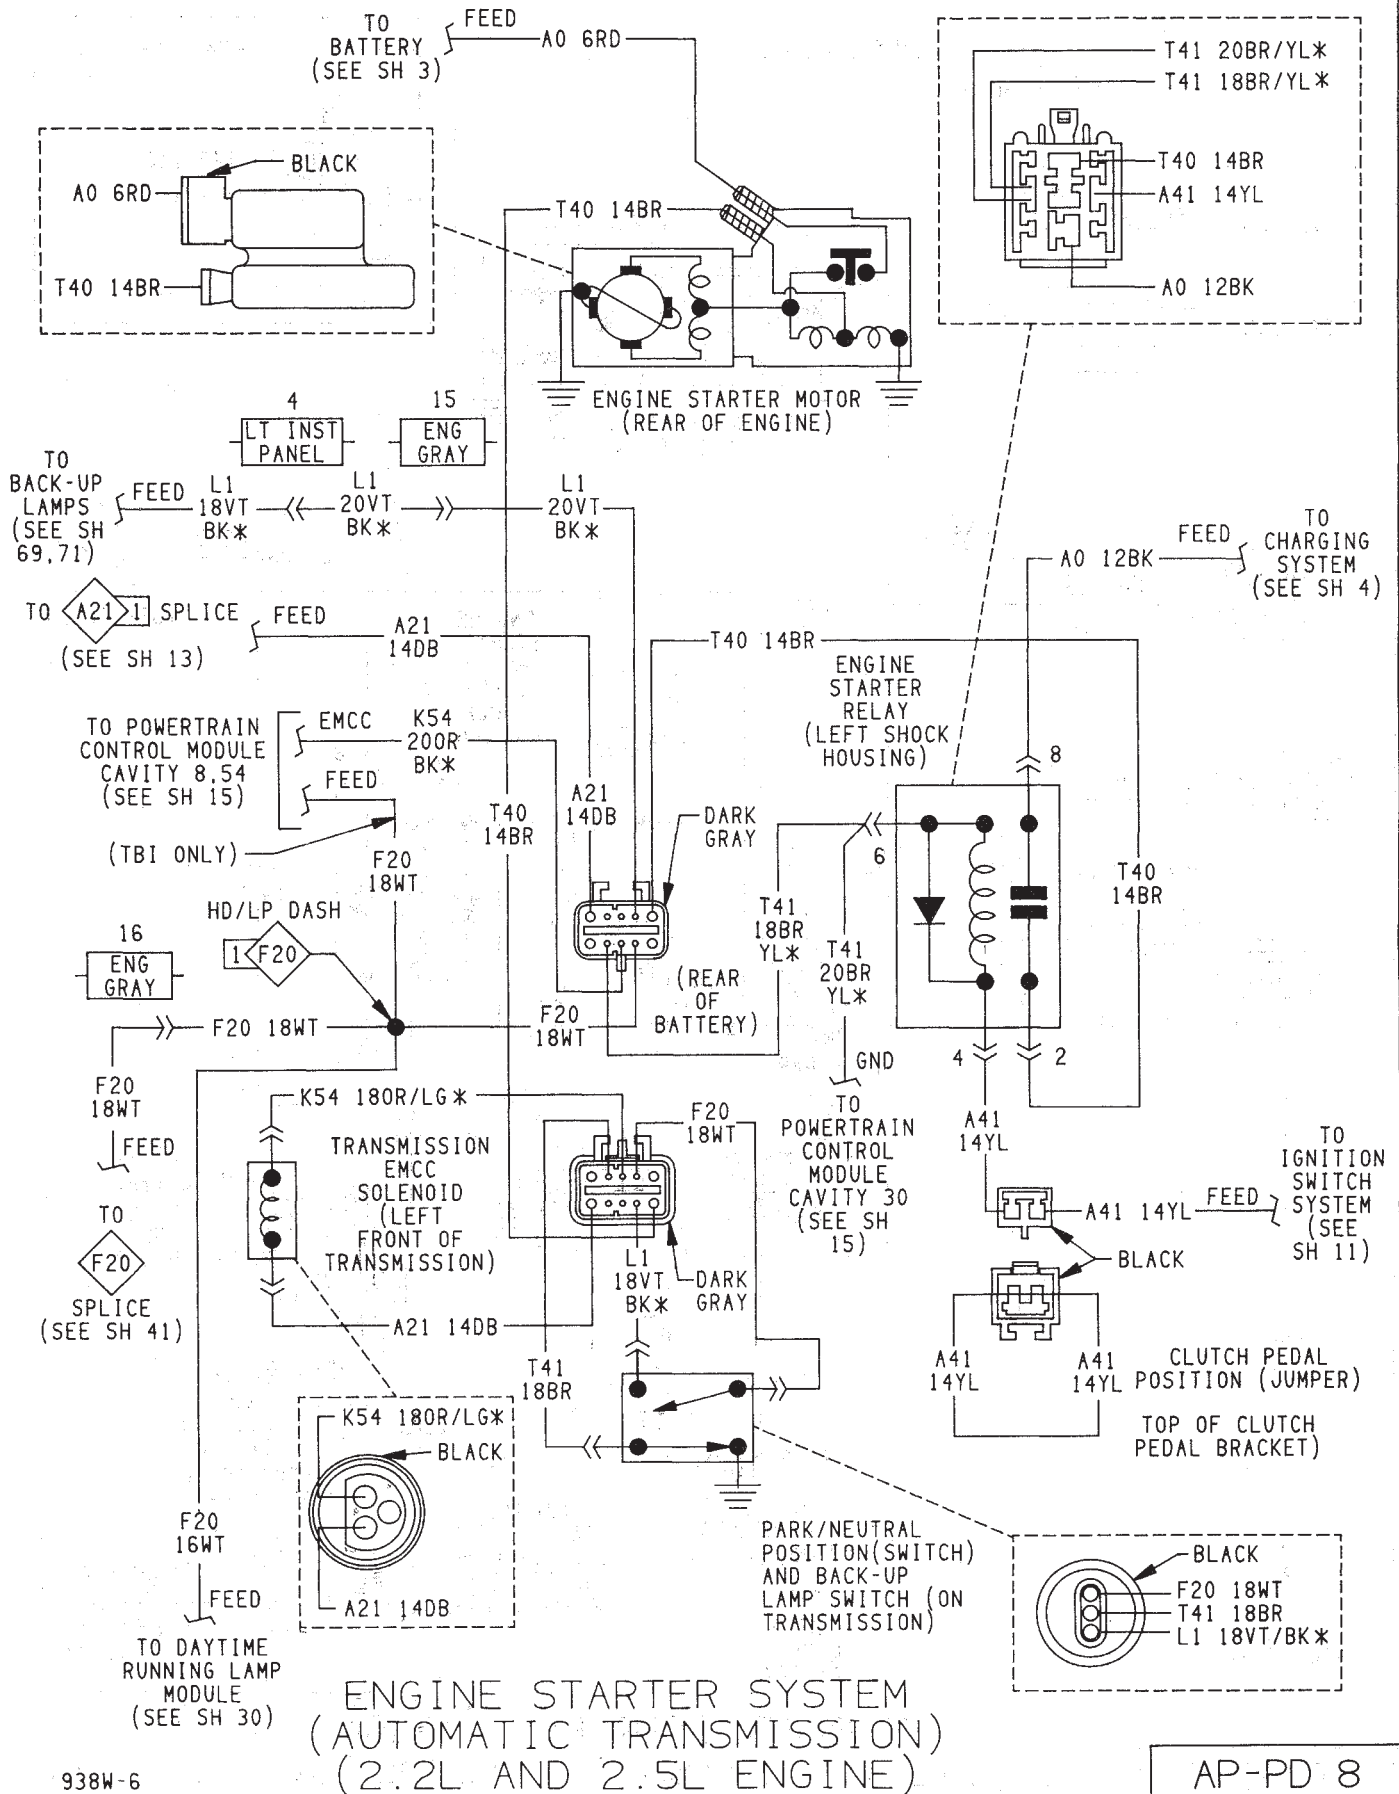 TO
BATTERY
(SEE SH 3)
FEED
A0 6RD
T41 20BR/YL*
T41 18BR/YL*
T40 14BR
A41 14YL
A0 12BK
BLACK
A0 6RD
T40 14BR
T40 14BR
ENGINE STARTER MOTOR
(REAR OF ENGINE)
4
LT INST
PANEL
15
ENG
GRAY
TO
BACK-UP
LAMPS
(SEE SH
69,71)
FEED
L1
18VT
BK*
L1
20VT
BK*
L1
20VT
BK*
A0 12BK
FEED
TO
CHARGING
SYSTEM
(SEE SH 4)
TO A21 1 SPLICE
(SEE SH 13)
FEED
A21
14DB
T40 14BR
ENGINE
STARTER
RELAY
(LEFT SHOCK
HOUSING)
TO POWERTRAIN
CONTROL MODULE
CAVITY 8,54
(SEE SH 15)
EMCC
K54
20OR
BK*
FEED
(TBI ONLY)
F20
18WT
T40
14BR
A21
14DB
DARK
GRAY
8
6
T40
14BR
HD/LP DASH
1 F20
16
ENG
GRAY
T41
18BR
YL*
T41
20BR
YL*
(REAR
OF
BATTERY)
F20 18WT
F20
18WT
4
2
GND
TO
POWERTRAIN
CONTROL
MODULE
CAVITY 30
(SEE SH
15)
F20
18WT
FEED
TO
F20
SPLICE
(SEE SH 41)
K54 18OR/LG*
TRANSMISSION
EMCC
SOLENOID
(LEFT
FRONT OF
TRANSMISSION)
F20
18WT
A41
14YL
TO
IGNITION
SWITCH
SYSTEM
(SEE
SH 11)
A41 14YL
FEED
BLACK
L1
18VT
BK*
DARK
GRAY
A21 14DB
T41
18BR
A41
14YL
A41
14YL
CLUTCH PEDAL
POSITION (JUMPER)
TOP OF CLUTCH
PEDAL BRACKET)
K54 18OR/LG*
BLACK
A21 14DB
F20
16WT
FEED
TO DAYTIME
RUNNING LAMP
MODULE
(SEE SH 30)
PARK/NEUTRAL
POSITION(SWITCH)
AND BACK-UP
LAMP SWITCH (ON
TRANSMISSION)
BLACK
F20 18WT
T41 18BR
L1 18VT/BK*
ENGINE STARTER SYSTEM
(AUTOMATIC TRANSMISSION)
(2.2L AND 2.5L ENGINE)
938W-6
AP-PD 8